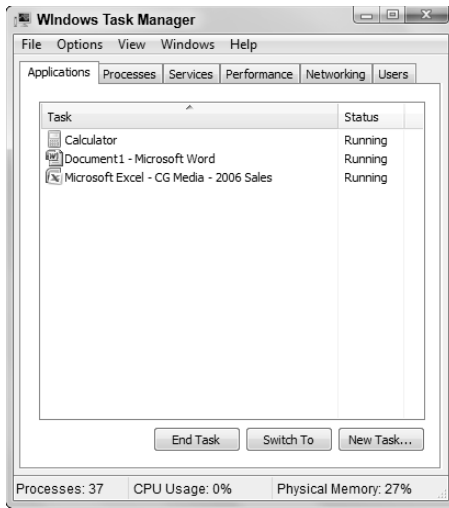 WIndows Task Manager
File Options View Windows Help
Applications Processes Services Performance Networking Users
Task Status
Calculator Running
Document1 - Microsoft Word Running
Microsoft Excel - CG Media - 2006 Sales Running
End Task Switch To New Task...
Processes: 37 CPU Usage: 0% Physical Memory: 27%